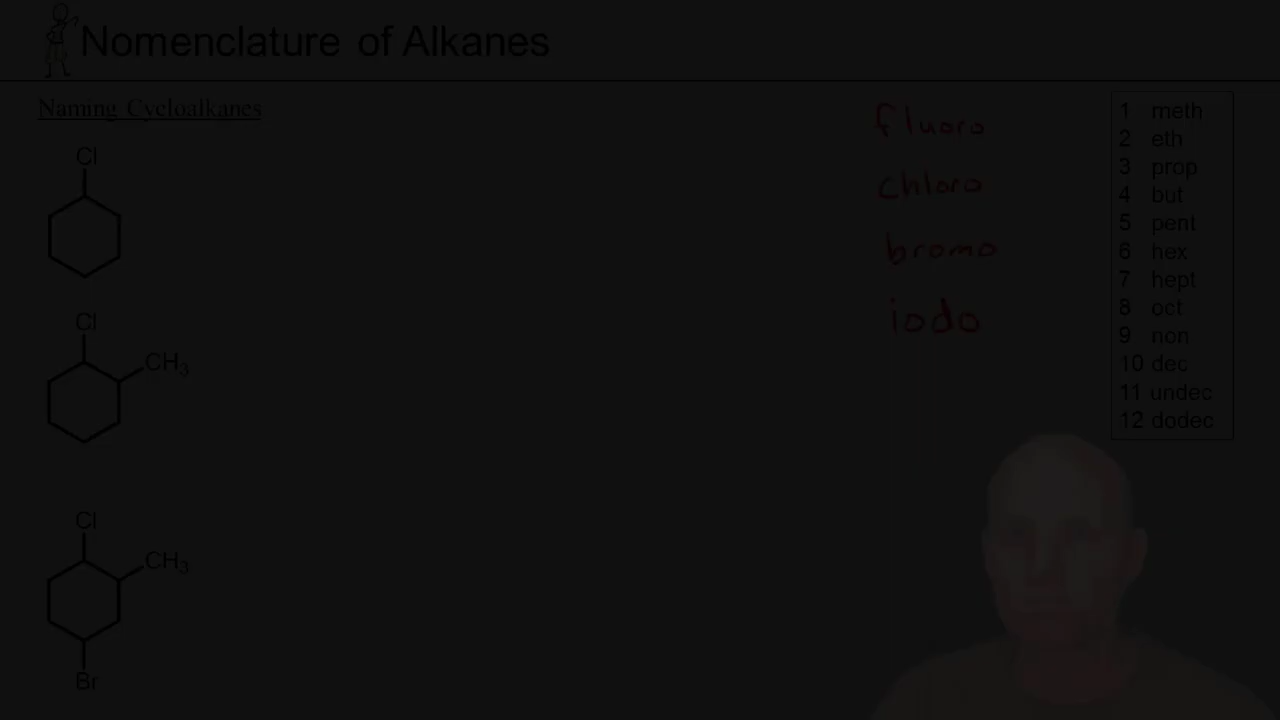 Nomenclature of Alkanes
Naming Cycloalkanes
Cl
Cl
CH3
Cl
CH3
Br
fluoro
chloro
bromo
iodo
1 meth
2 eth
3 prop
4 but
5 pent
6 hex
7 hept
8 oct
9 non
10 dec
11 undec
12 dodec